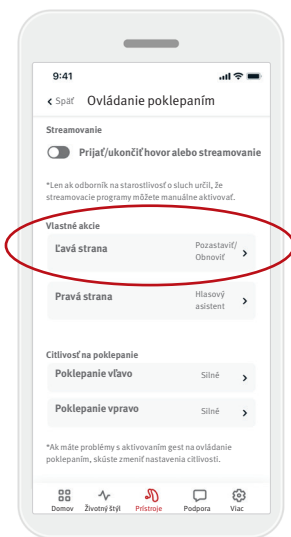 9:41
Späť Ovládanie poklepaním
Streamovanie
Prijať/ukončiť hovor alebo streamovanie
*Len ak odborník na starostlivosť o sluch určil, že
streamovacie programy môžete manuálne aktivovať.
Vlastné akcie
Ľavá strana
Pozastaviť/
Obnoviť
Pravá strana
Hlasový
asistent
Citlivosť na poklepanie
Poklepanie vľavo Silné
Poklepanie vpravo Silné
*Ak máte problémy s aktivovaním gest na ovládanie
poklepaním, skúste zmeniť nastavenia citlivosti.
Domov Životný štýl Prístroje Podpora Viac